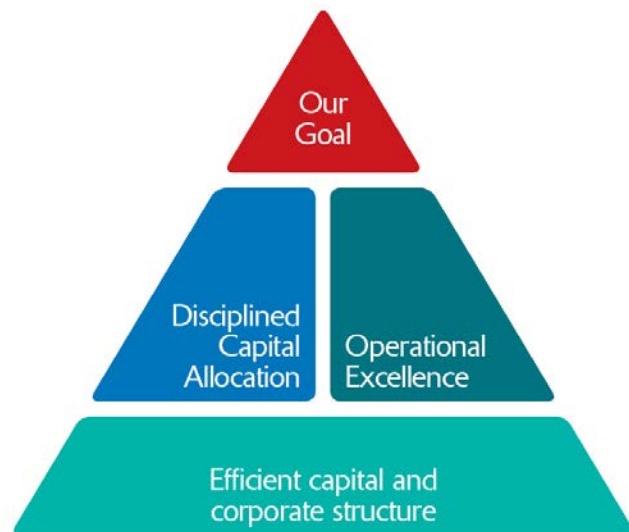 Our
Goal
Disciplined
Capital
Allocation
Operational
Excellence
Efficient capital and
corporate structure